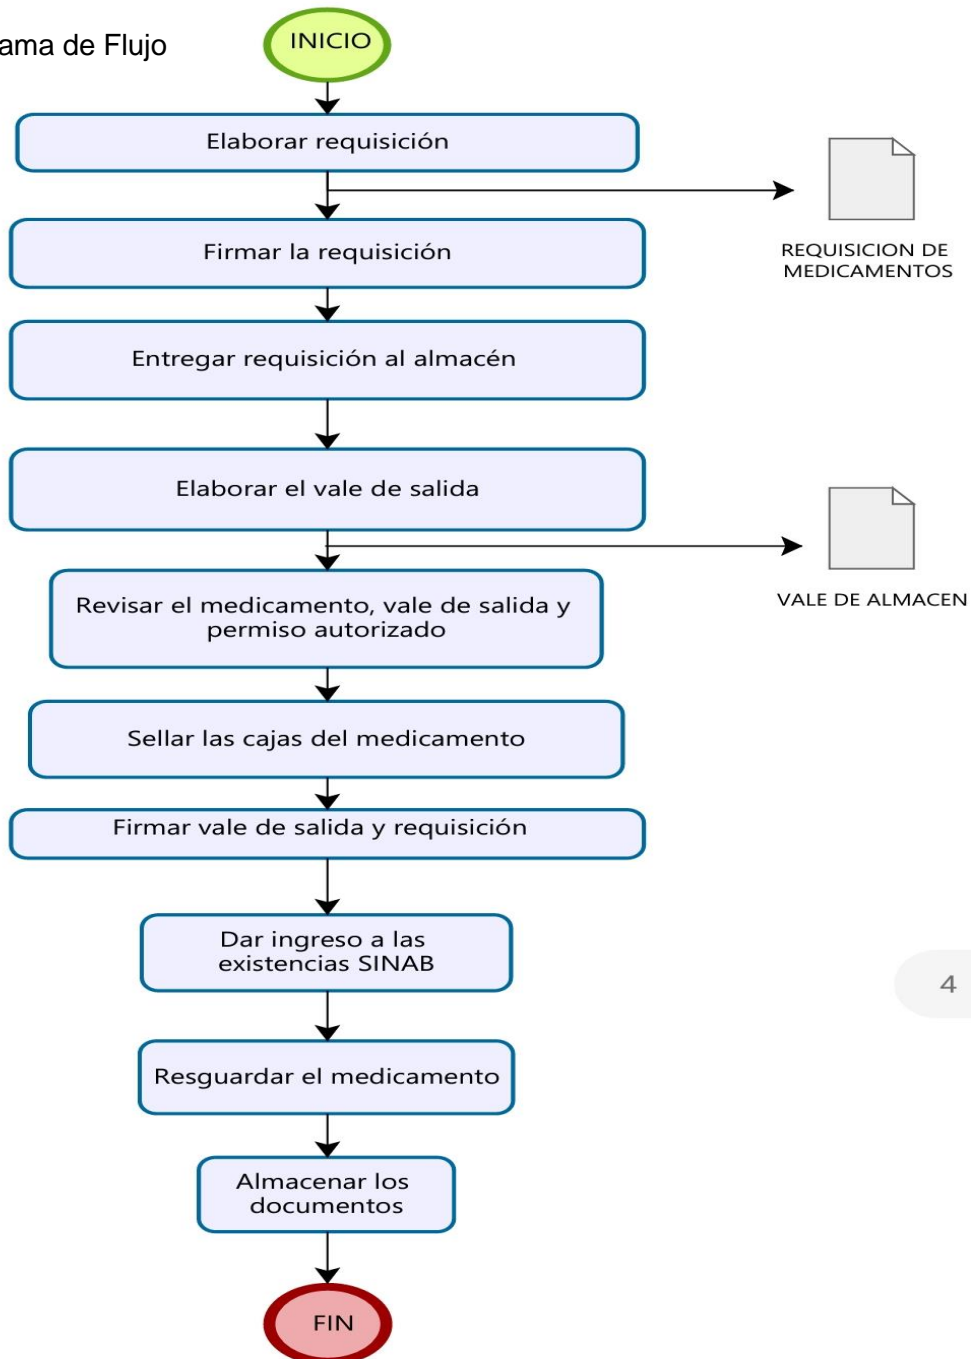 ama de Flujo
INICIO
Elaborar requisición
Firmar la requisición
REQUISICION DE
MEDICAMENTOS
Entregar requisición al almacén
Elaborar el vale de salida
Revisar el medicamento, vale de salida y
permiso autorizado
VALE DE ALMACEN
Sellar las cajas del medicamento
Firmar vale de salida y requisición
Dar ingreso a las
existencias SINAB
4
Resguardar el medicamento
Almacenar los
documentos
FIN